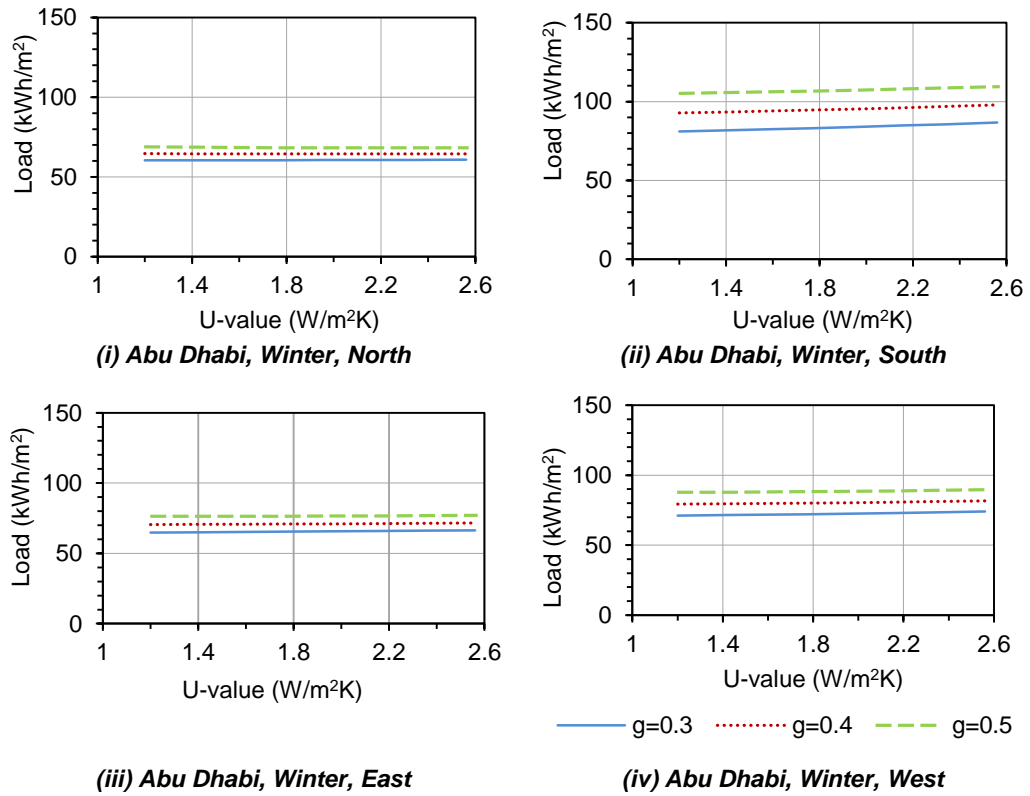 150
100
50
0
Load (kWh/m²)
1 1.4 1.8 2.2 2.6
U-value (W/m²K)
(i) Abu Dhabi, Winter, North
150
100
50
0
Load (kWh/m²)
1 1.4 1.8 2.2 2.6
U-value (W/m²K)
(ii) Abu Dhabi, Winter, South
150
100
50
0
Load (kWh/m²)
1 1.4 1.8 2.2 2.6
U-value (W/m²K)
(iii) Abu Dhabi, Winter, East
150
100
50
0
Load (kWh/m²)
1 1.4 1.8 2.2 2.6
U-value (W/m²K)
g=0.3 g=0.4 g=0.5
(iv) Abu Dhabi, Winter, West